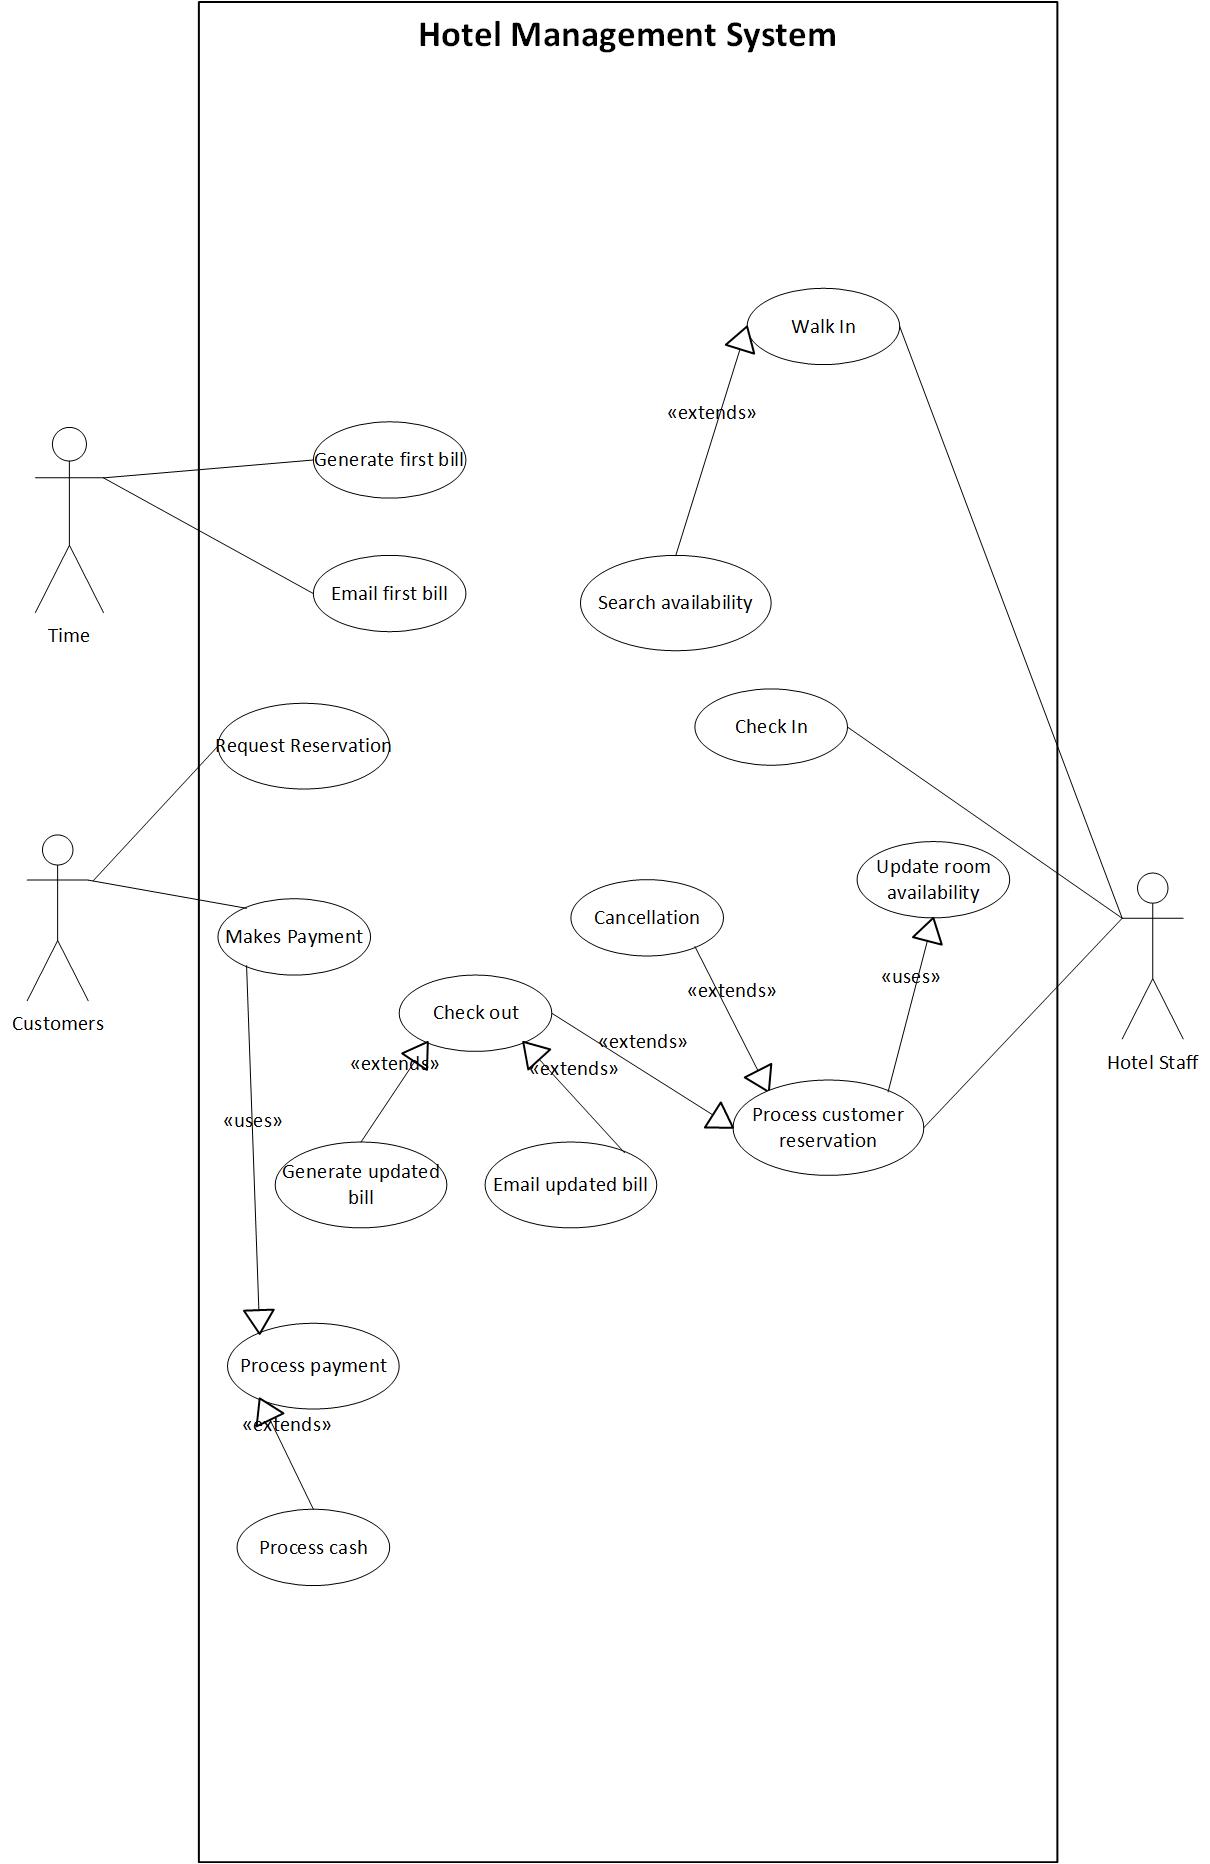 Hotel Management System
Walk In
«extends»
Generate first bill
Email first bill
Search availability
Time
Check In
Request Reservation
Update room
availability
Cancellation
Makes Payment
«uses»
«extends»
Check out
Customers
«extends»
«extends»
«extends»
Hotel Staff
Process customer
reservation
«uses»
Generate updated
bill
Email updated bill
Process payment
«extends»
Process cash